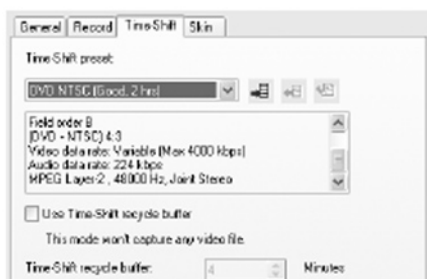 General Record Time-Shift Skin
Time-Shift preset:
DVD NTSC (Good, 2 hrs)
Field order B
(DVD - NTSC) 4:3
Video data rate: Variable (Max. 4000 kbps)
Audio data rate: 224 kbps
MPEG Layer-2 , 48000 Hz, Joint Stereo
Use Time-Shift recycle buffer
This mode won't capture any video file.
Time-Shift recycle buffer: 4 Minutes